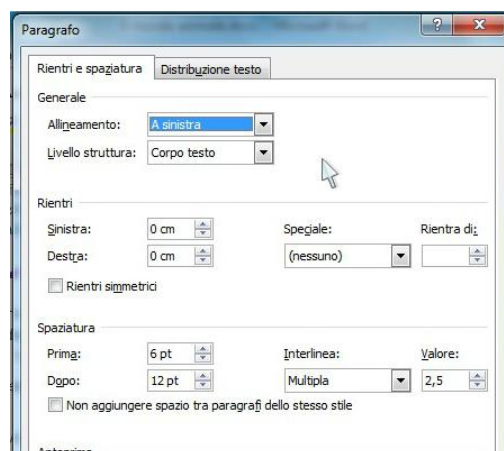 Paragrafo
Rientri e spaziatura Distribuzione testo
Generale
Allineamento: A sinistra
Livello struttura: Corpo testo
Rientri
Sinistra: 0 cm Speciale: Rientra di:
Destra: 0 cm (nessuno)
Rientri simmetrici
Spaziatura
Prima: 6 pt Interlinea: Valore:
Dopo: 12 pt Multipla 2,5
Non aggiungere spazio tra paragrafi dello stesso stile
Anteprima